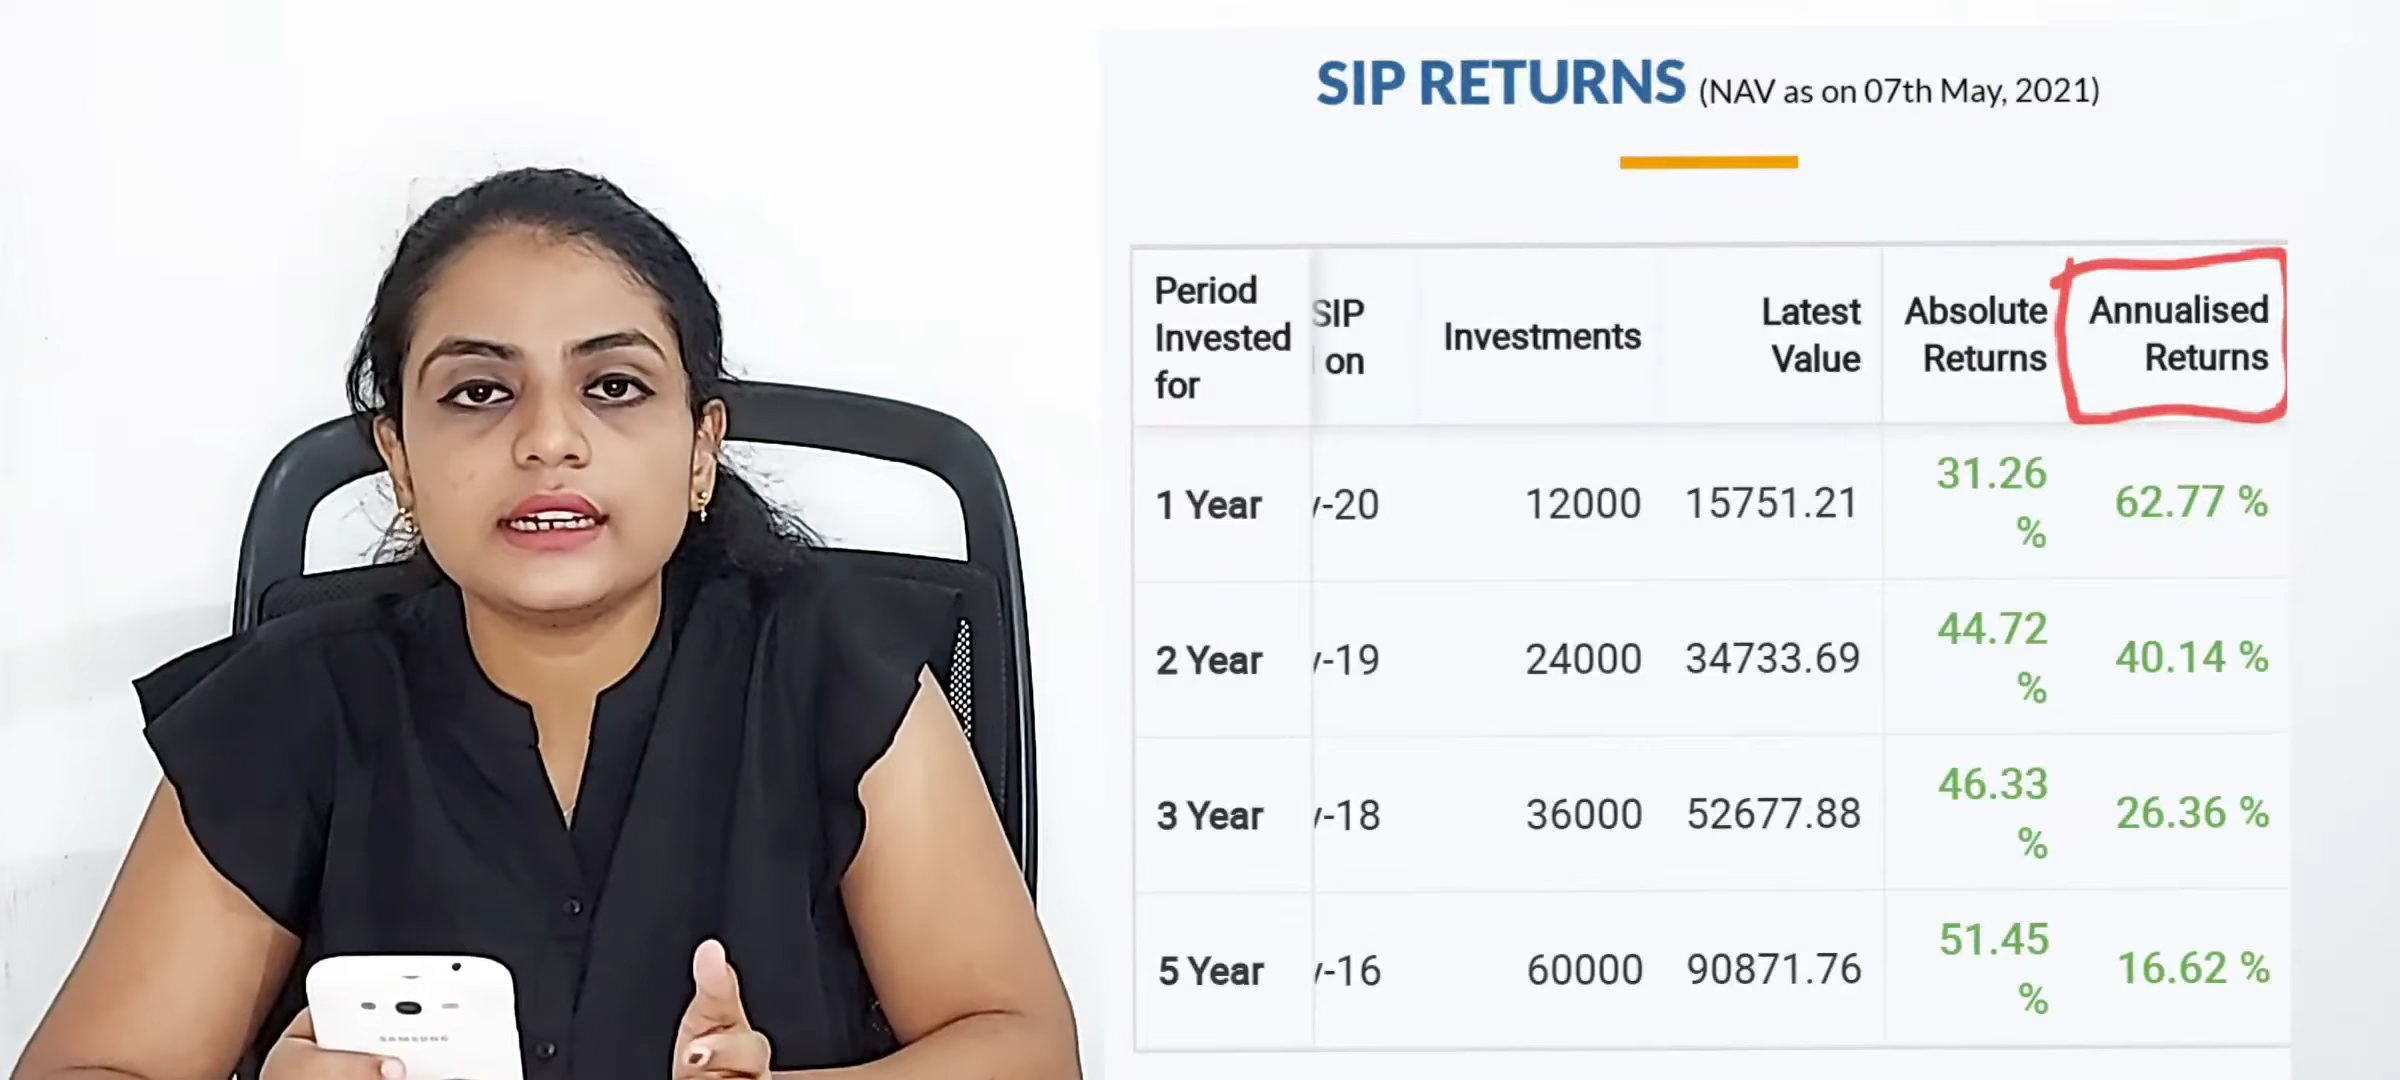 SIP RETURNS (NAV as on 07th May, 2021)
Period Invested for SIP on Investments Latest Value Absolute Returns Annualised Returns
1 Year -20 12000 15751.21 31.26 % 62.77 %
2 Year -19 24000 34733.69 44.72 % 40.14 %
3 Year -18 36000 52677.88 46.33 % 26.36 %
5 Year -16 60000 90871.76 51.45 % 16.62 %
SAMSUNG